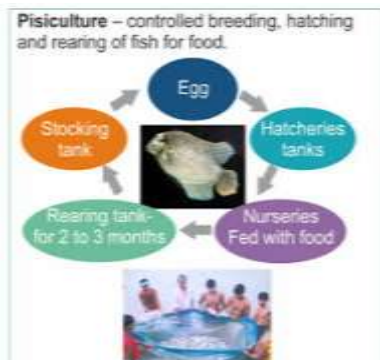 Pisiculture – controlled breeding, hatching
and rearing of fish for food.
Egg
Hatcheries
tanks
Nurseries
Fed with food
Rearing tank-
for 2 to 3 months
Stocking
tank